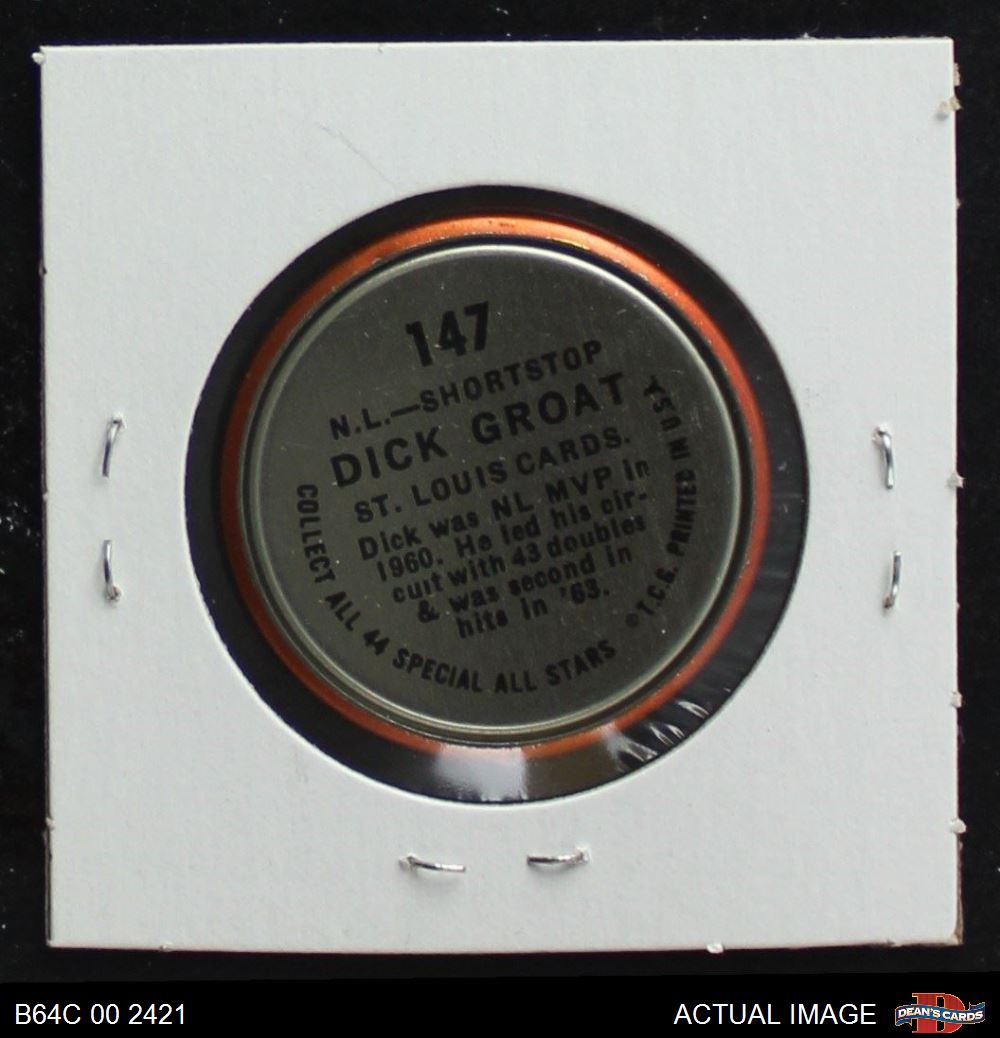 147
N.L.—SHORTSTOP
DICK GROAT
ST. LOUIS CARDS.
Dick was NL MVP in
1960. He led his cir-
cuit with 43 doubles
& was second in
hits in '63.
COLLECT ALL 44 SPECIAL ALL STARS
©T.C.G. PRINTED IN U.S.A.
B64C 00 2421
ACTUAL IMAGE
DEAN'S CARDS